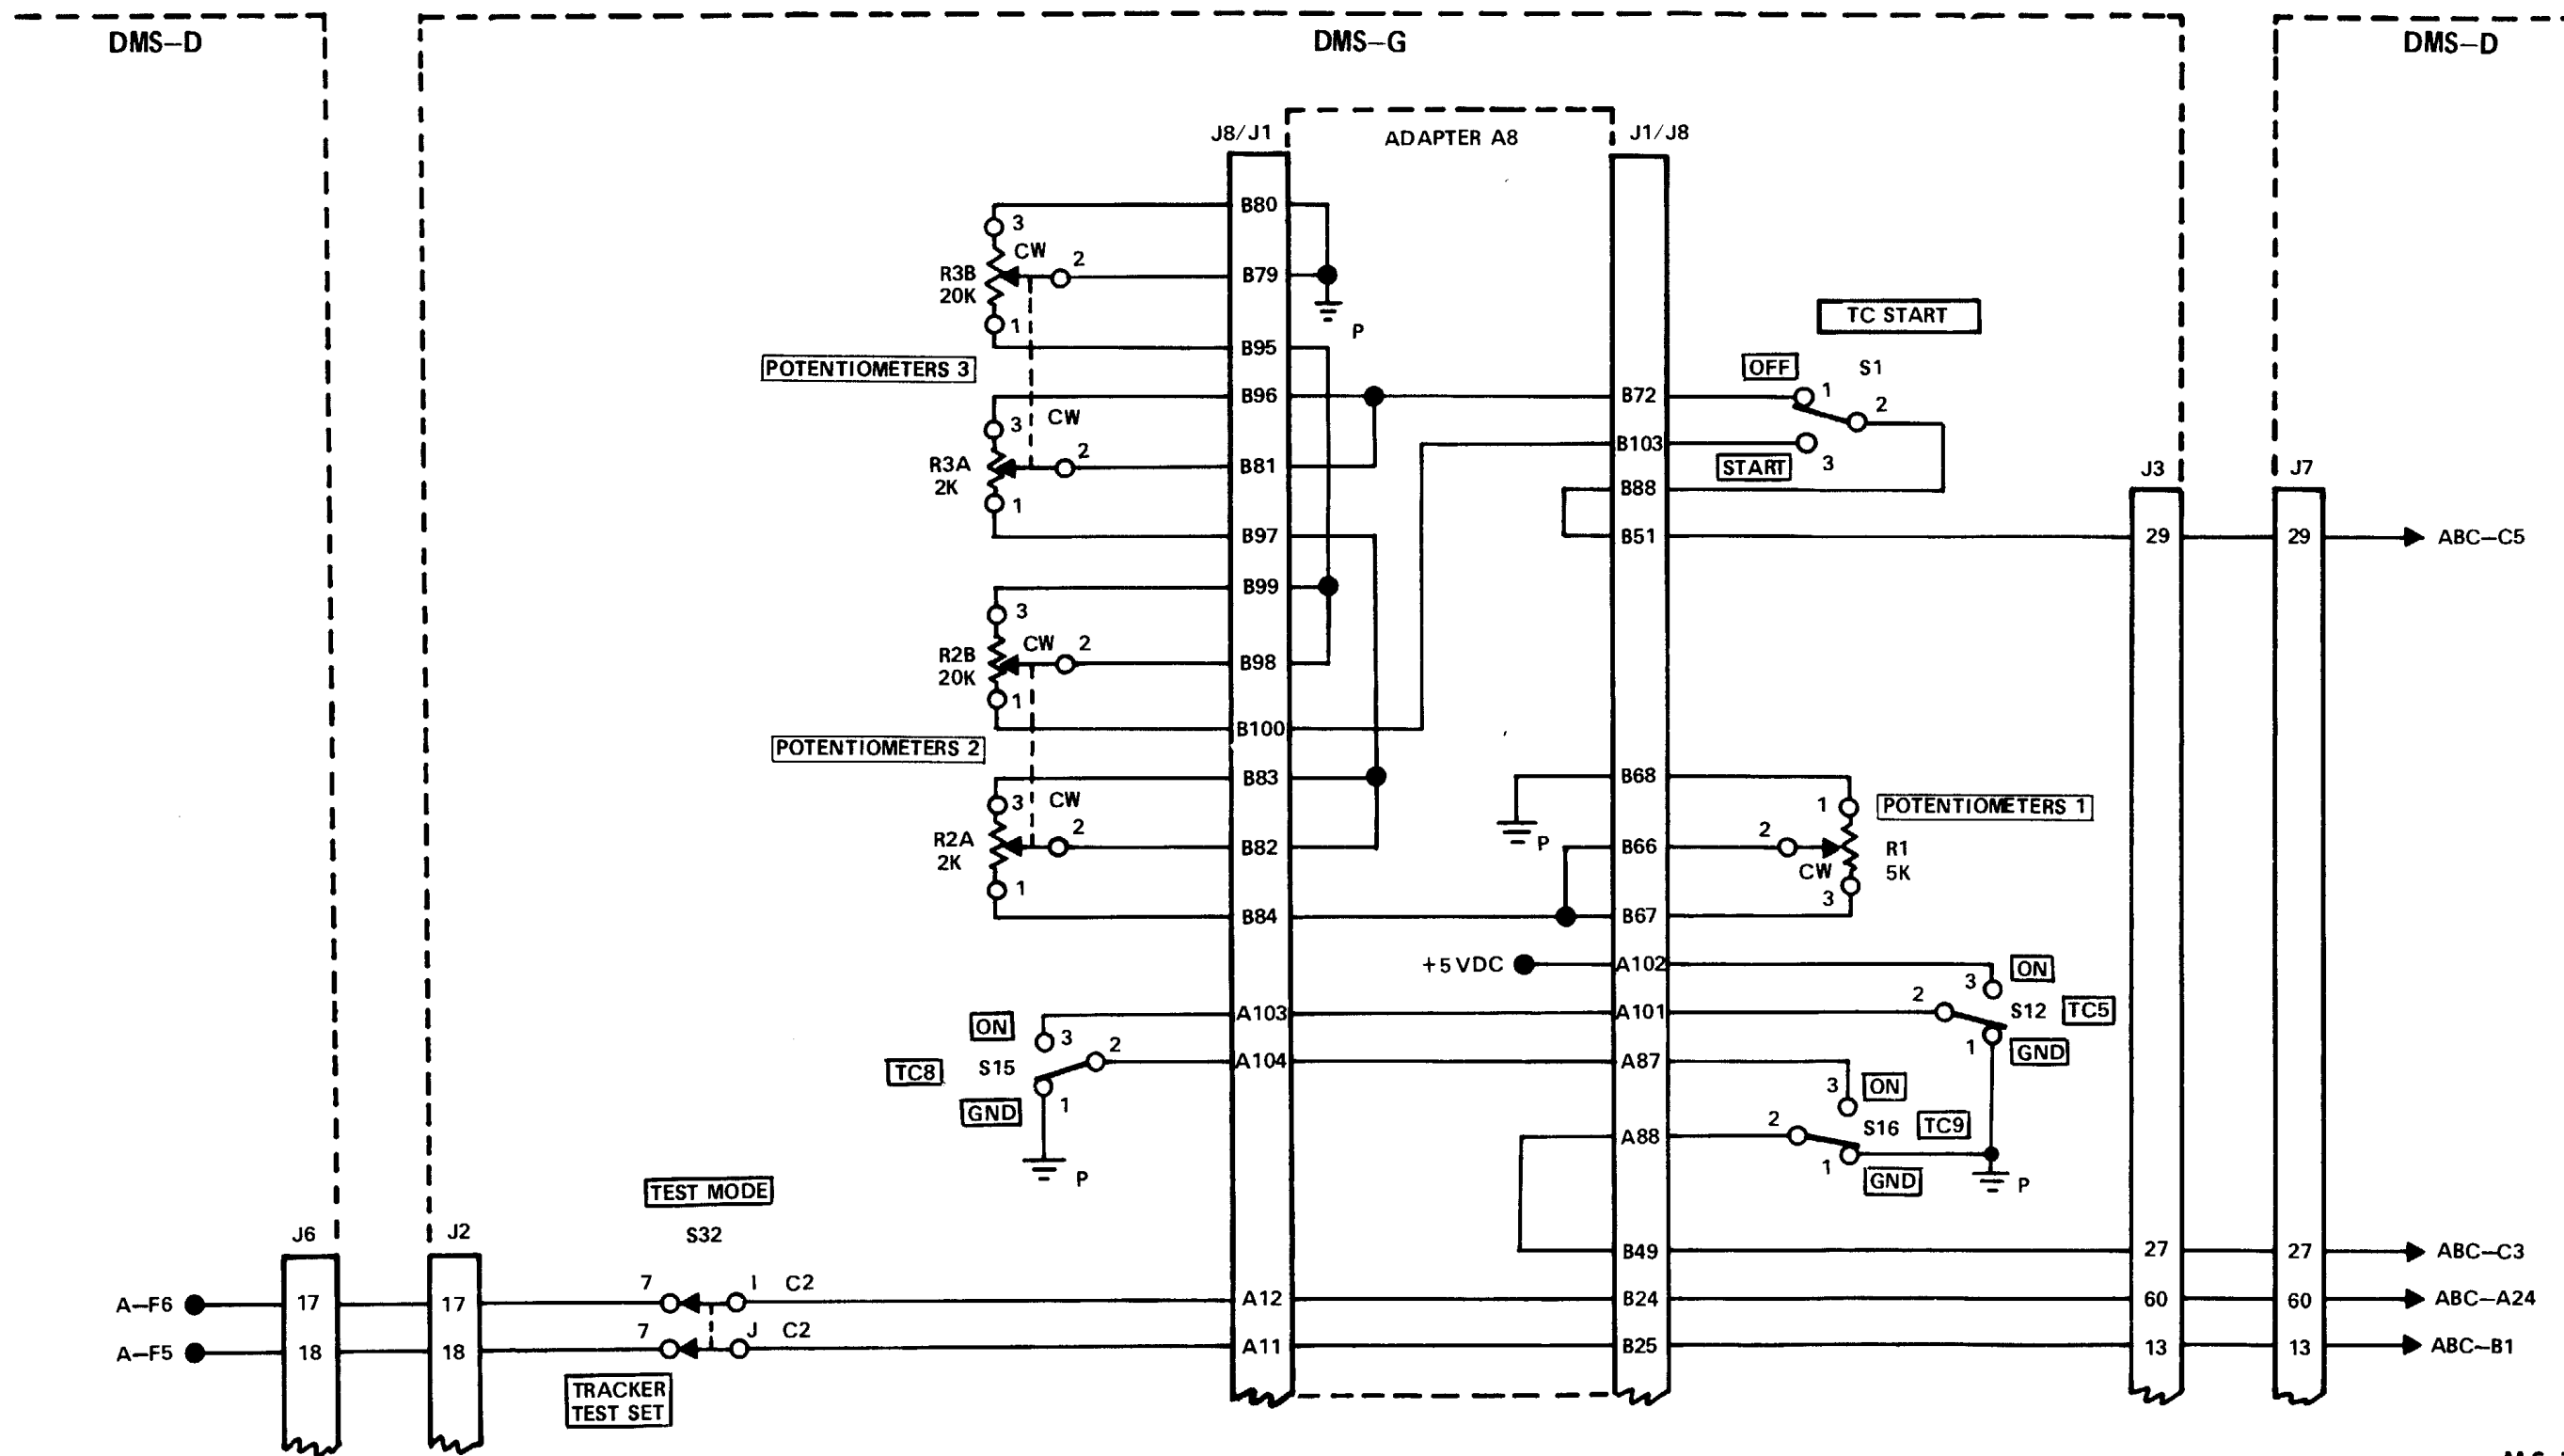 DMS-D
DMS-G
DMS-D
J8/J1
ADAPTER A8
J1/J8
B80
3
CW
2
R3B
20K
B79
1
P
B95
POTENTIOMETERS 3
B96
3
CW
R3A
2K
2
B81
1
B97
B99
3
CW
2
R2B
20K
B98
1
B100
POTENTIOMETERS 2
B83
3
CW
2
R2A
2K
B82
1
B84
TC START
OFF
S1
B72
1
2
B103
START
3
B88
B51
J3
J7
29
29
ABC-C5
B68
1
POTENTIOMETERS 1
P
B66
2
CW
R1
5K
3
B67
+5 VDC
A102
3
ON
A103
A101
2
S12
TC5
1
GND
ON
3
2
TC8
S15
A104
A87
GND
1
P
3
ON
A88
2
S16
TC9
1
GND
P
TEST MODE
S32
J6
J2
B49
27
27
ABC-C3
A-F6
17
17
7
I
C2
A12
B24
60
60
ABC-A24
A-F5
18
18
7
J
C2
A11
B25
13
13
ABC-B1
TRACKER
TEST SET